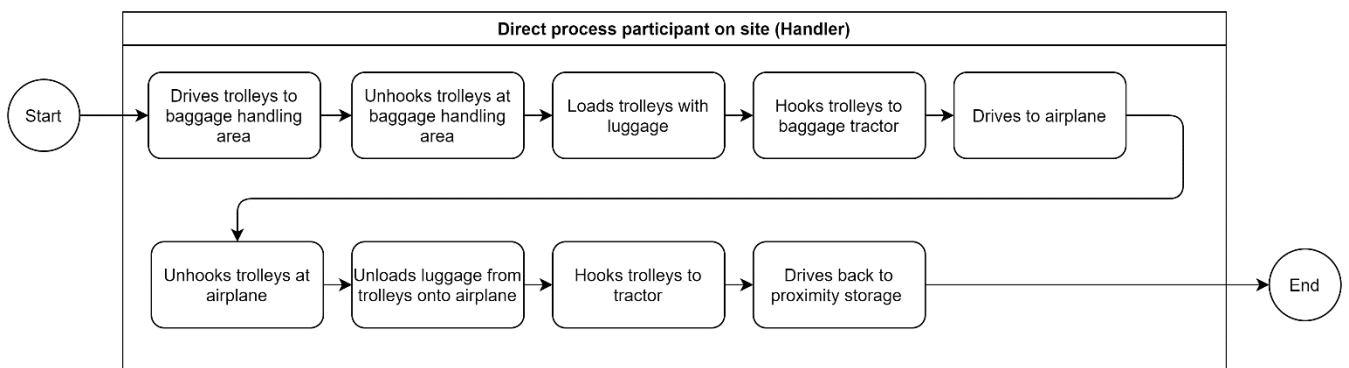 Direct process participant on site (Handler)
Start
Drives trolleys to
baggage handling
area
Unhooks trolleys at
baggage handling
area
Loads trolleys with
luggage
Hooks trolleys to
baggage tractor
Drives to airplane
Unhooks trolleys at
airplane
Unloads luggage from
trolleys onto airplane
Hooks trolleys to
tractor
Drives back to
proximity storage
End